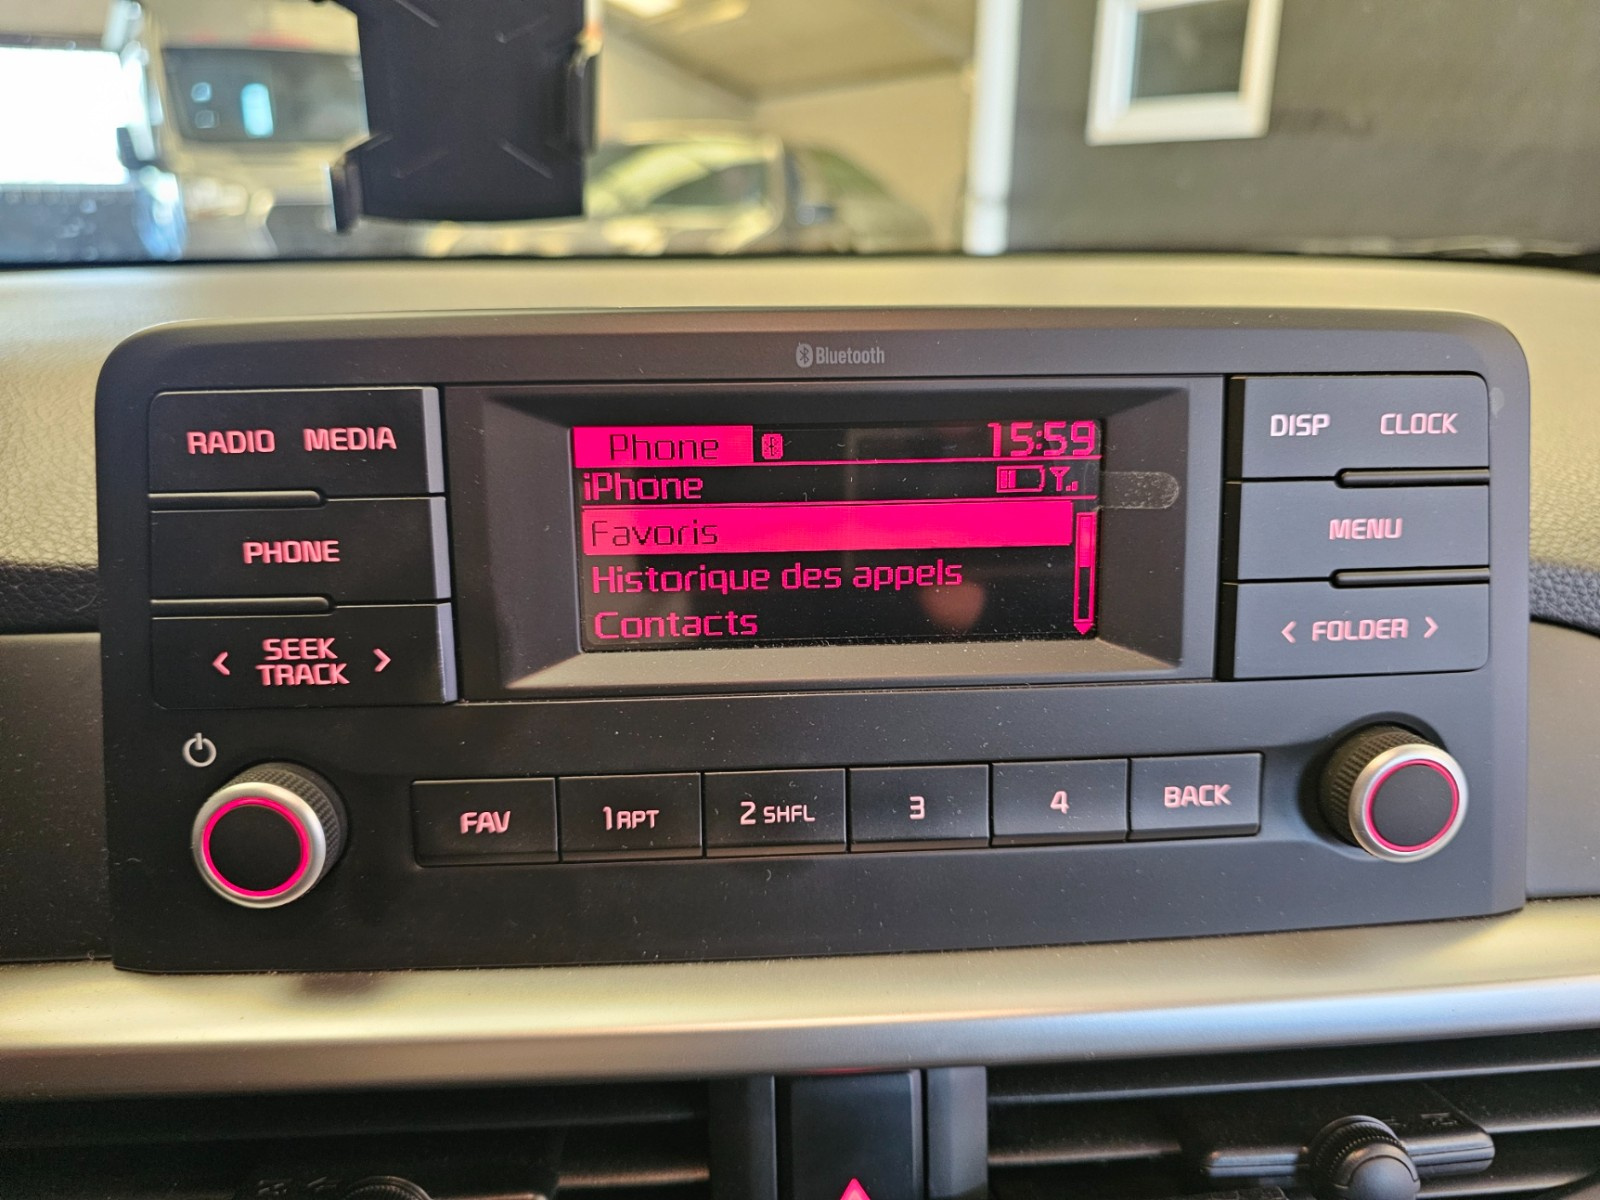 Bluetooth
RADIO MEDIA
PHONE
< SEEK TRACK >
Phone 15:59
iPhone
Favoris
Historique des appels
Contacts
DISP CLOCK
MENU
< FOLDER >
FAV 1 RPT 2 SHFL 3 4 BACK